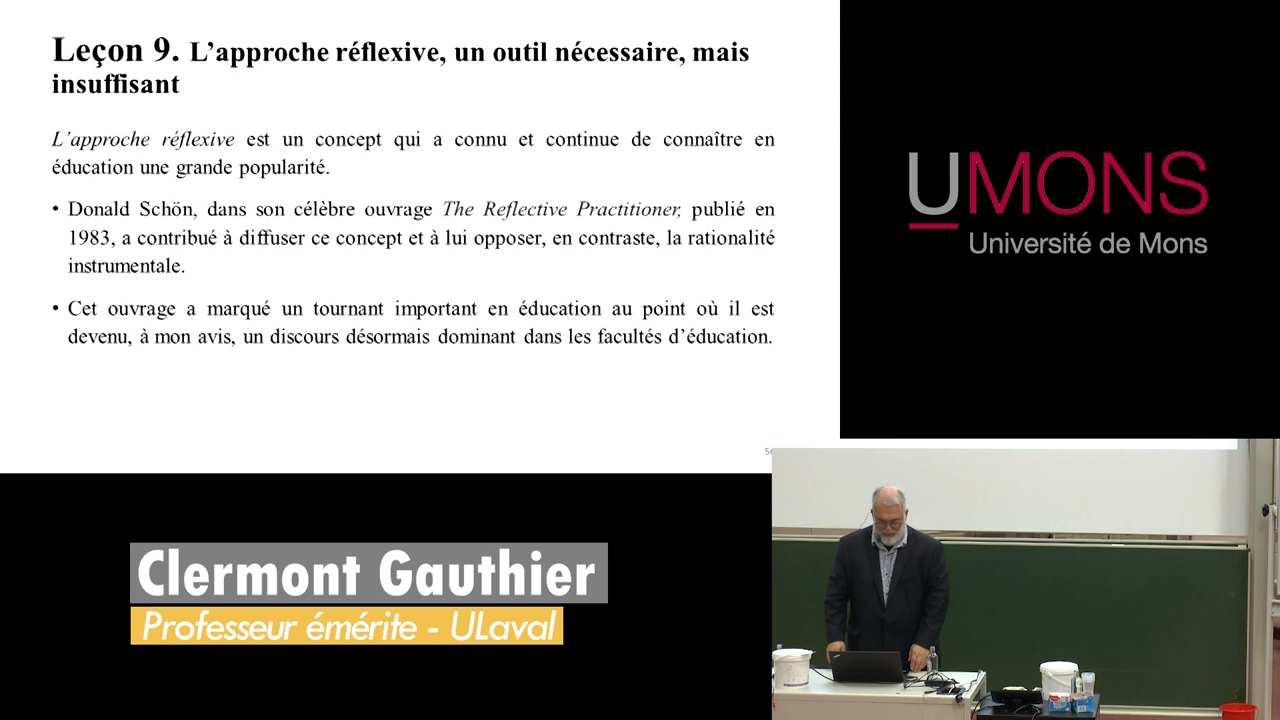 Leçon 9. L’approche réflexive, un outil nécessaire, mais
insuffisant
L’approche réflexive est un concept qui a connu et continue de connaître en
éducation une grande popularité.
• Donald Schön, dans son célèbre ouvrage The Reflective Practitioner, publié en
1983, a contribué à diffuser ce concept et à lui opposer, en contraste, la rationalité
instrumentale.
• Cet ouvrage a marqué un tournant important en éducation au point où il est
devenu, à mon avis, un discours désormais dominant dans les facultés d’éducation.
UMONS
Université de Mons
Clermont Gauthier
Professeur émérite - ULaval